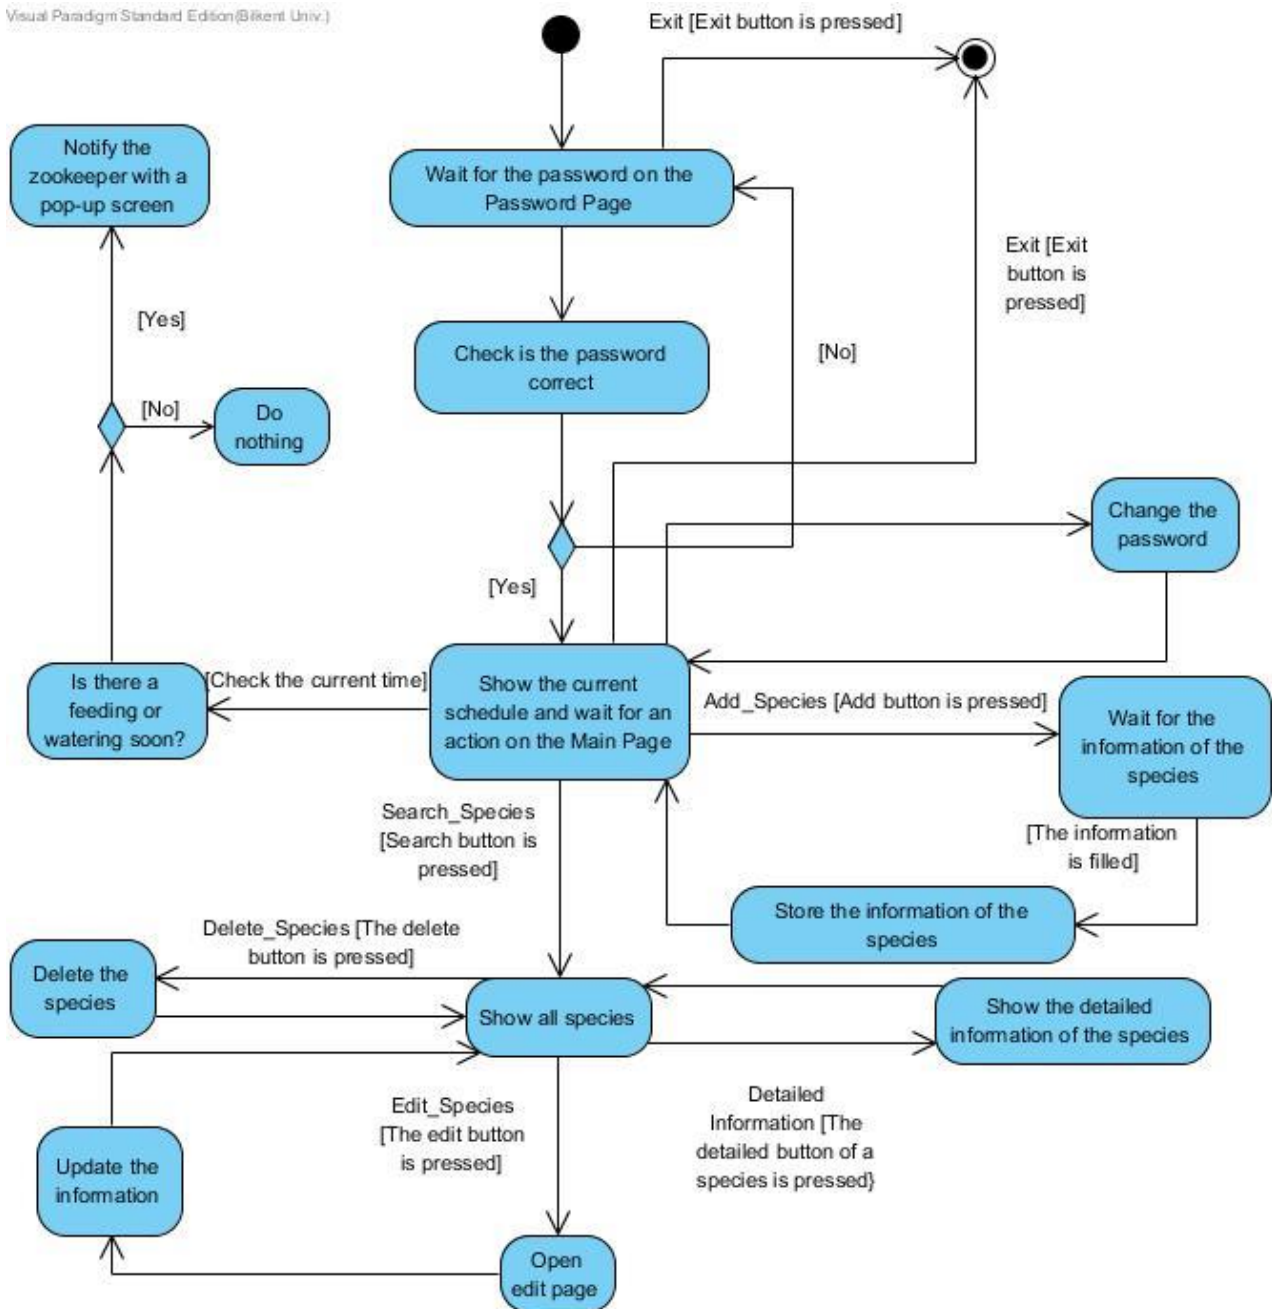 Visual Paradigm Standard Edition(Bilkent Univ.)
Exit [Exit button is pressed]
Notify the
zookeeper with a
pop-up screen
Wait for the password on the
Password Page
Exit [Exit
button is
pressed]
[Yes]
Check is the password
correct
[No]
[No]
Do
nothing
Change the
password
[Yes]
Is there a
feeding or
watering soon?
[Check the current time]
Show the current
schedule and wait for an
action on the Main Page
Add_Species [Add button is pressed]
Wait for the
information of the
species
Search_Species
[Search button is
pressed]
[The information
is filled]
Store the information of the
species
Delete_Species [The delete
button is pressed]
Delete the
species
Show all species
Show the detailed
information of the species
Edit_Species
[The edit button
is pressed]
Detailed
Information [The
detailed button of a
species is pressed}
Update the
information
Open
edit page